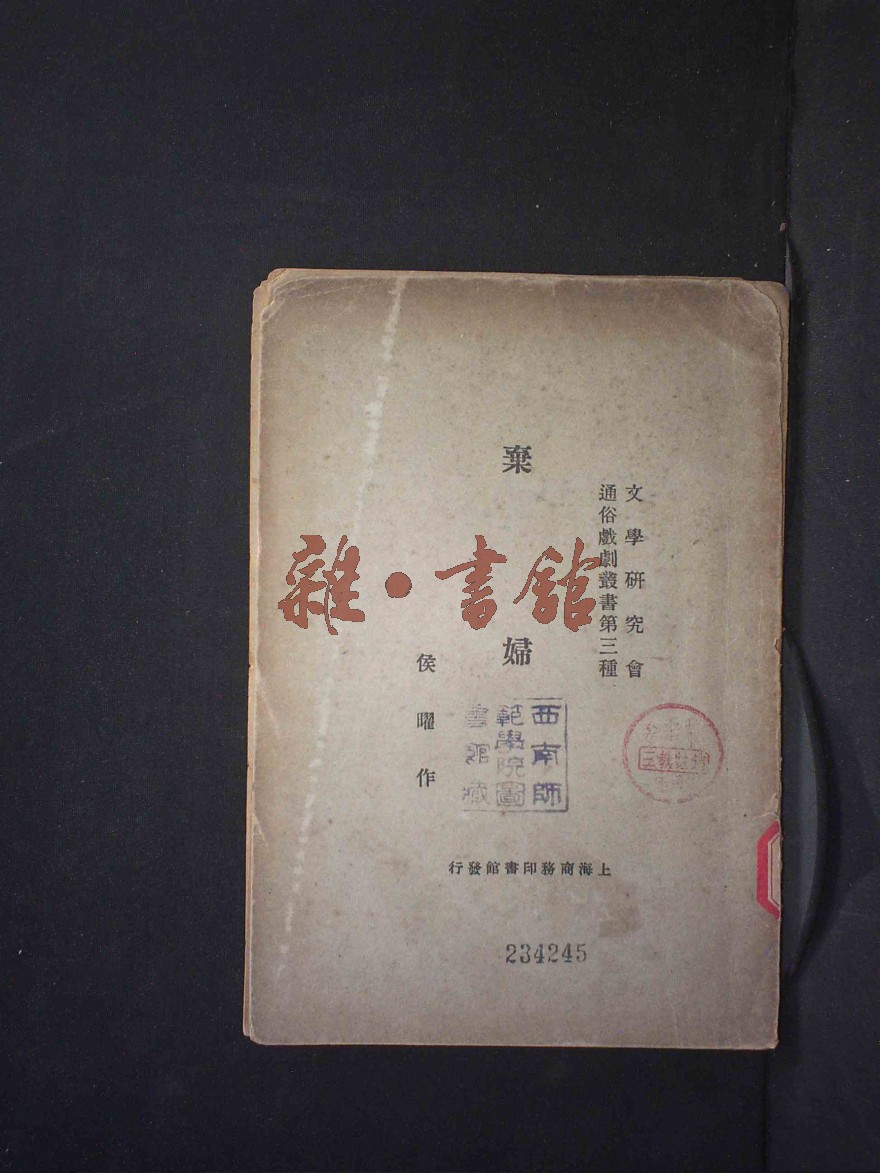 文學研究會
通俗戲劇叢書第三種
棄婦
侯曜作
雜·書館
西南師
範學院圖
書館藏
上海商務印書館發行
234245